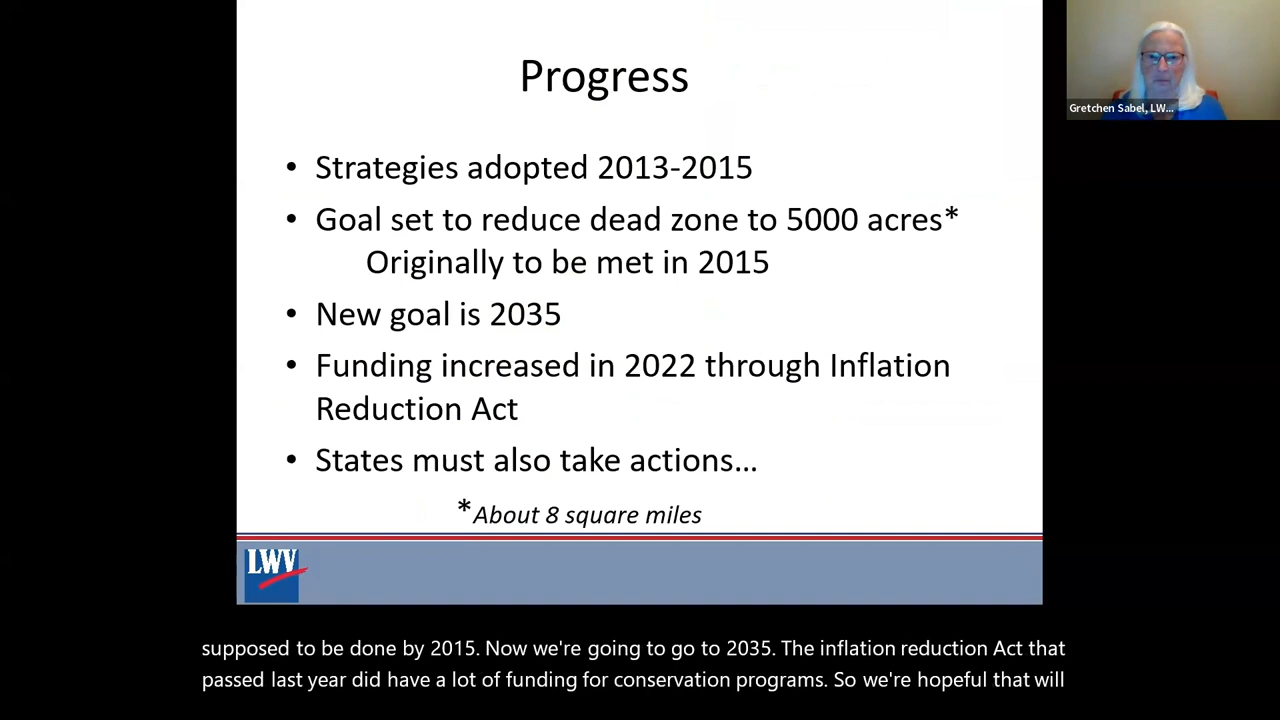 Progress
Gretchen Sabel, LW...
• Strategies adopted 2013-2015
• Goal set to reduce dead zone to 5000 acres*
Originally to be met in 2015
• New goal is 2035
• Funding increased in 2022 through Inflation
Reduction Act
• States must also take actions...
*About 8 square miles
LWV
supposed to be done by 2015. Now we're going to go to 2035. The inflation reduction Act that
passed last year did have a lot of funding for conservation programs. So we're hopeful that will